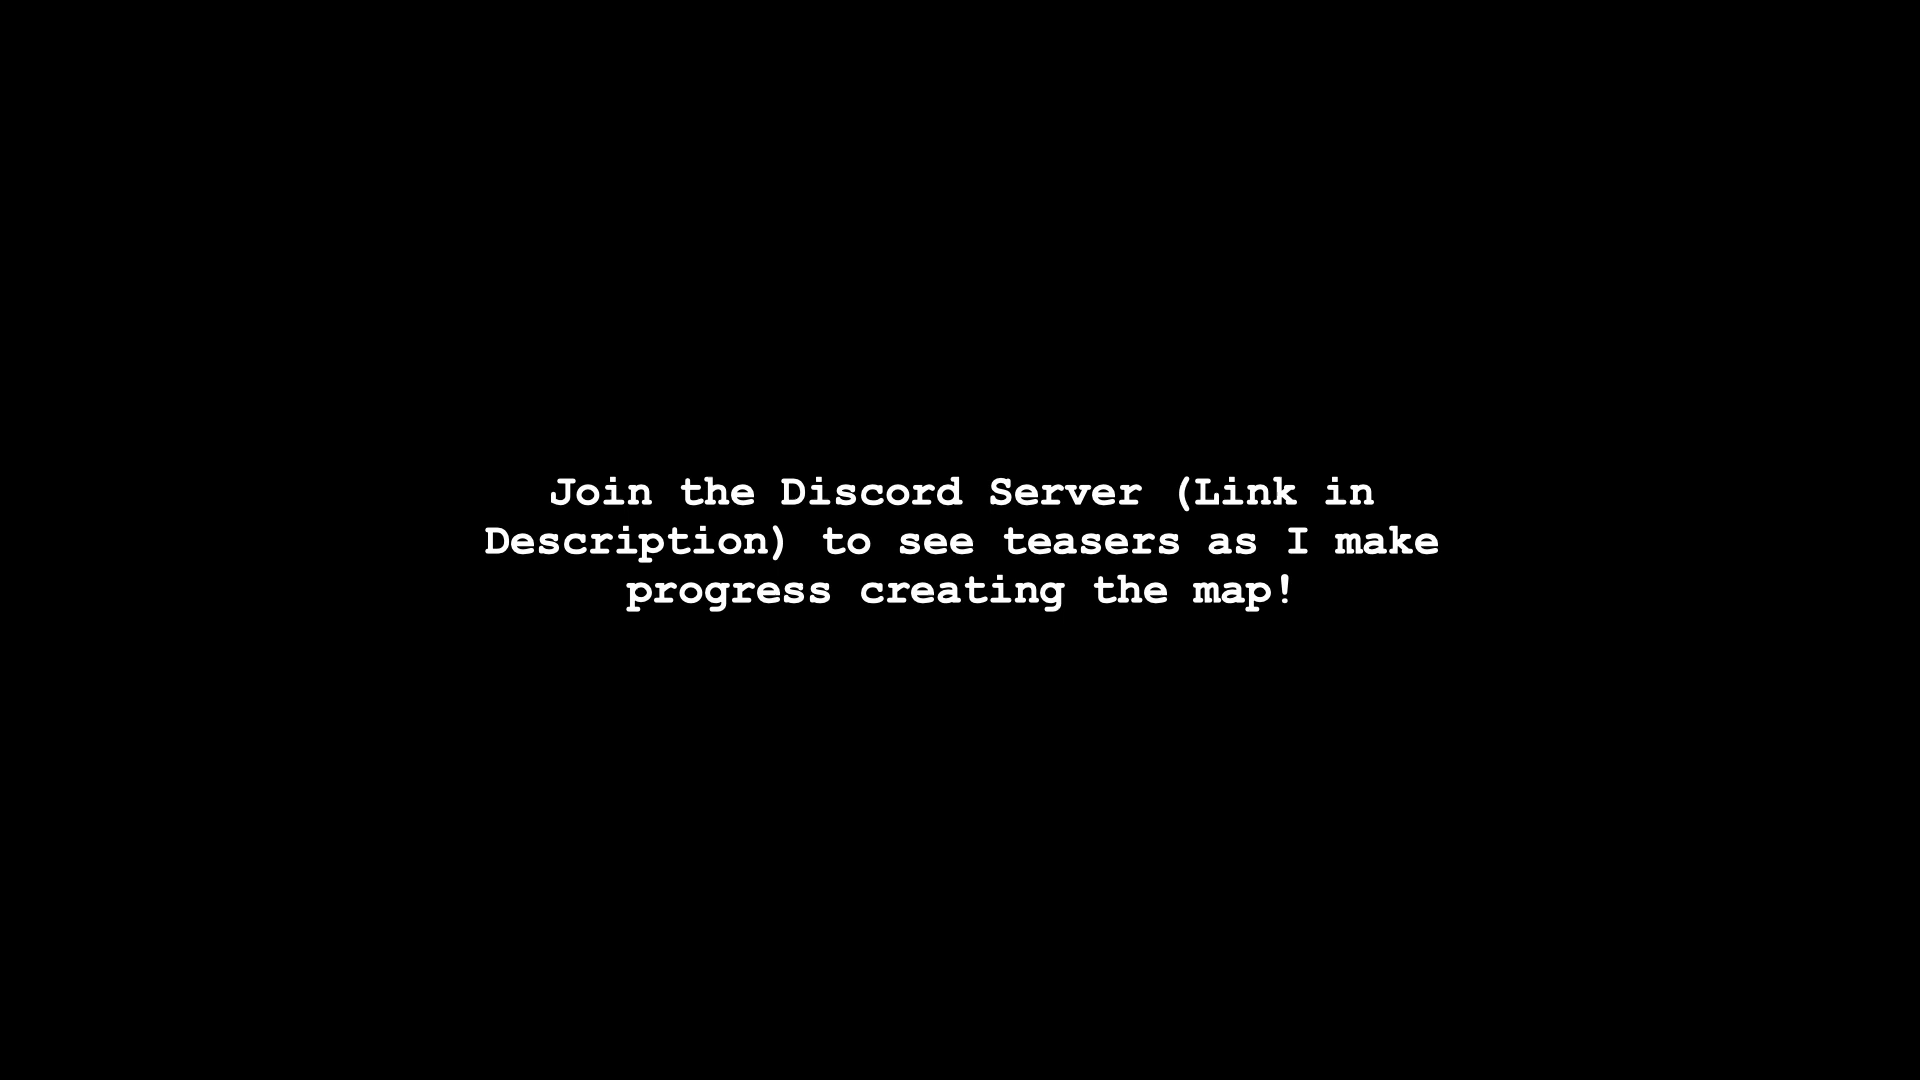 Join the Discord Server (Link in
Description) to see teasers as I make
progress creating the map!